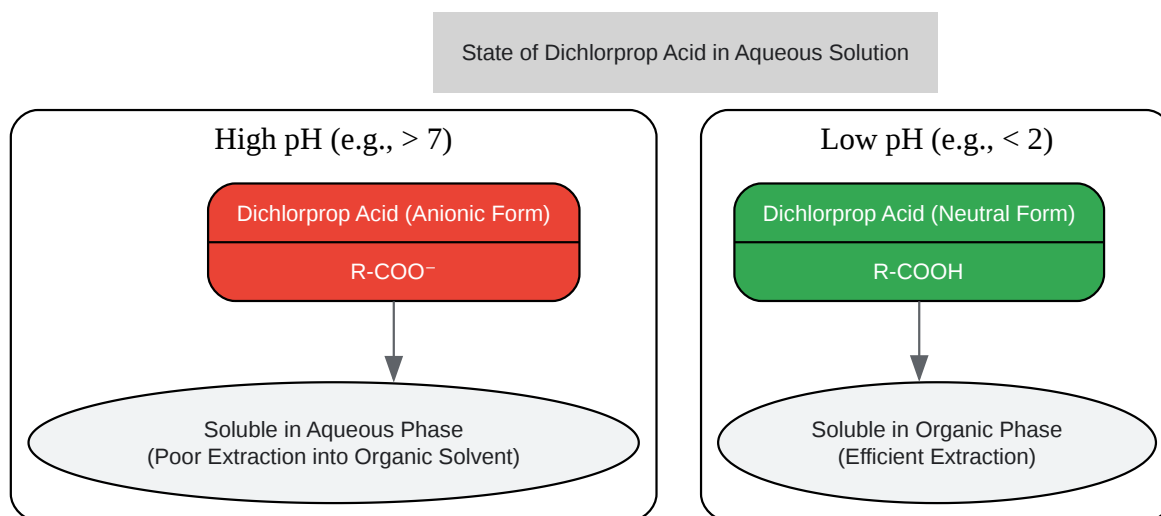 State of Dichlorprop Acid in Aqueous Solution
High pH (e.g., > 7)
Dichlorprop Acid (Anionic Form)
R-COO⁻
Soluble in Aqueous Phase
(Poor Extraction into Organic Solvent)
Low pH (e.g., < 2)
Dichlorprop Acid (Neutral Form)
R-COOH
Soluble in Organic Phase
(Efficient Extraction)